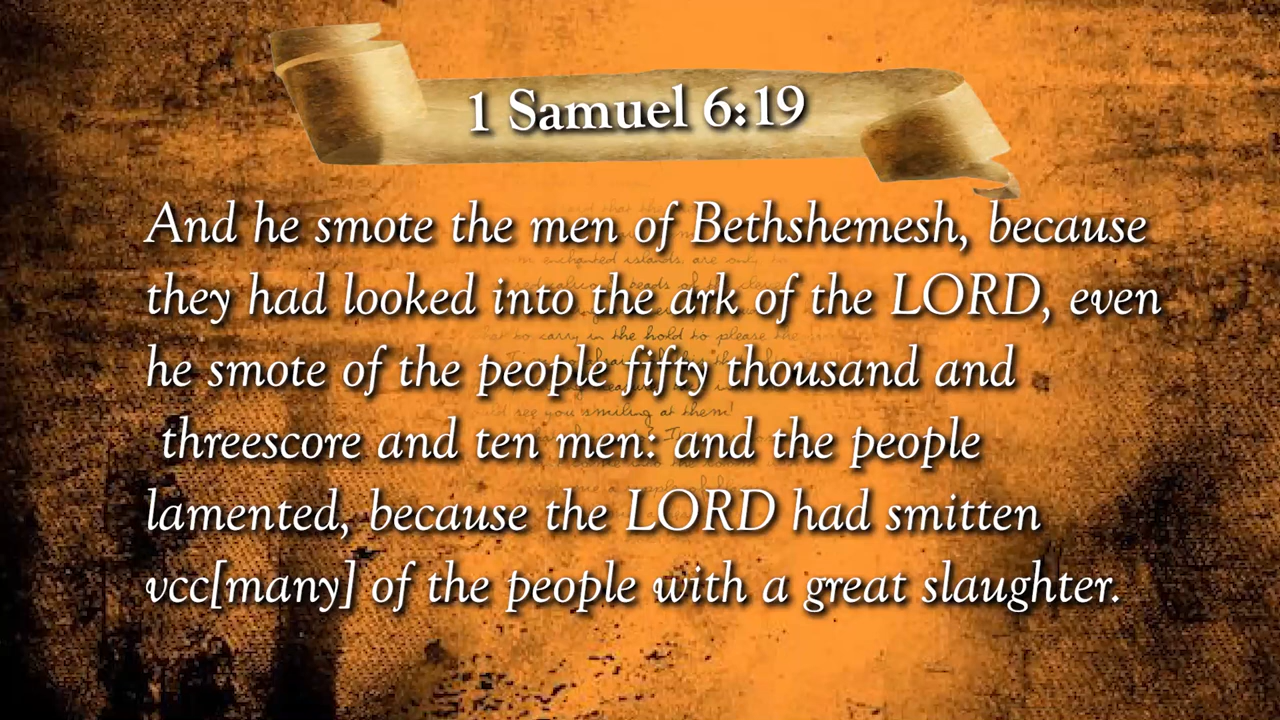 1 Samuel 6:19
And he smote the men of Bethshemesh, because
they had looked into the ark of the LORD, even
he smote of the people fifty thousand and
threescore and ten men: and the people
lamented, because the LORD had smitten
vcc[many] of the people with a great slaughter.